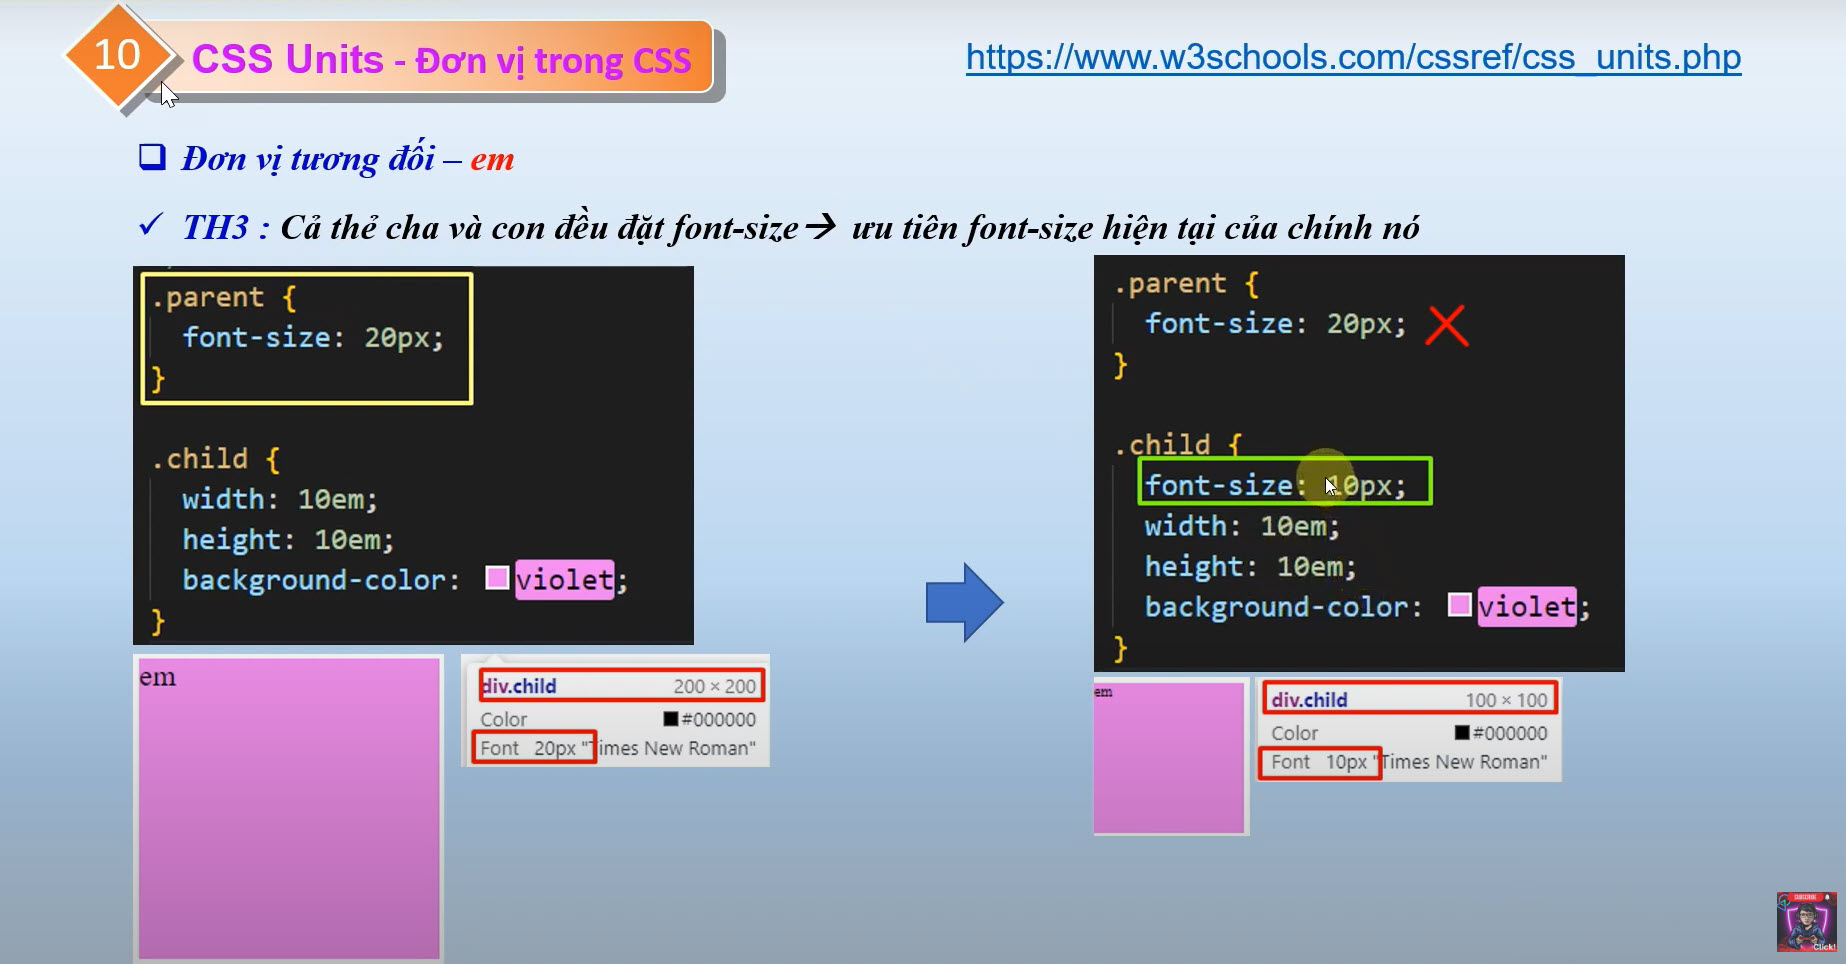 10
CSS Units - Đơn vị trong CSS
https://www.w3schools.com/cssref/css_units.php
Đơn vị tương đối – em
TH3 : Cả thẻ cha và con đều đặt font-size→ ưu tiên font-size hiện tại của chính nó
.parent {
font-size: 20px;
}
.child {
width: 10em;
height: 10em;
background-color: violet;
}
em
div.child 200 × 200
Color #000000
Font 20px "Times New Roman"
.parent {
font-size: 20px;
}
.child {
font-size: 10px;
width: 10em;
height: 10em;
background-color: violet;
}
em
div.child 100 × 100
Color #000000
Font 10px "Times New Roman"
SUBSCRIBE
Click!